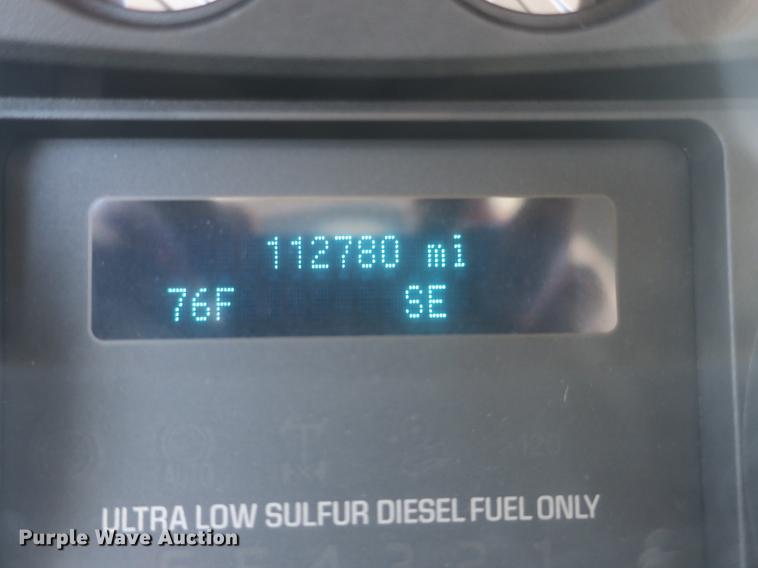 112780 mi
76F SE
ULTRA LOW SULFUR DIESEL FUEL ONLY
Purple Wave Auction